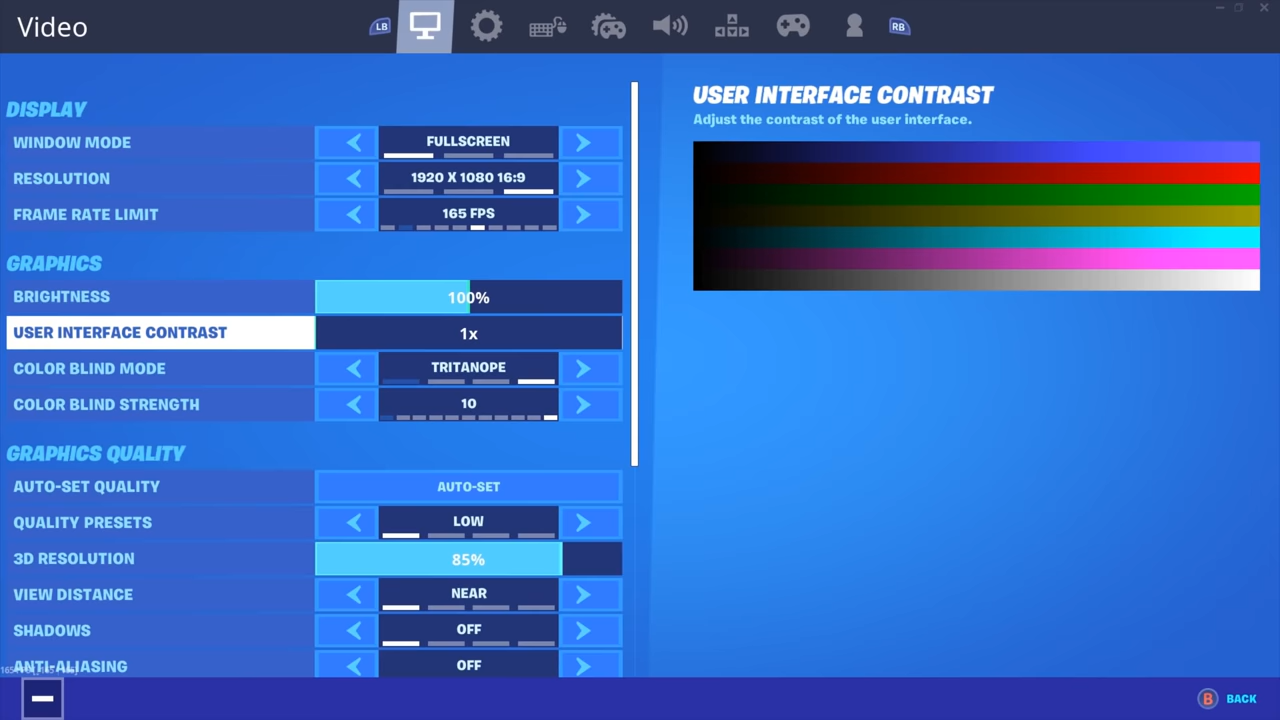 Video
LB
RB
DISPLAY
WINDOW MODE FULLSCREEN
RESOLUTION 1920 X 1080 16:9
FRAME RATE LIMIT 165 FPS
GRAPHICS
BRIGHTNESS 100%
USER INTERFACE CONTRAST 1x
COLOR BLIND MODE TRITANOPE
COLOR BLIND STRENGTH 10
GRAPHICS QUALITY
AUTO-SET QUALITY AUTO-SET
QUALITY PRESETS LOW
3D RESOLUTION 85%
VIEW DISTANCE NEAR
SHADOWS OFF
ANTI-ALIASING OFF
USER INTERFACE CONTRAST
Adjust the contrast of the user interface.
B BACK